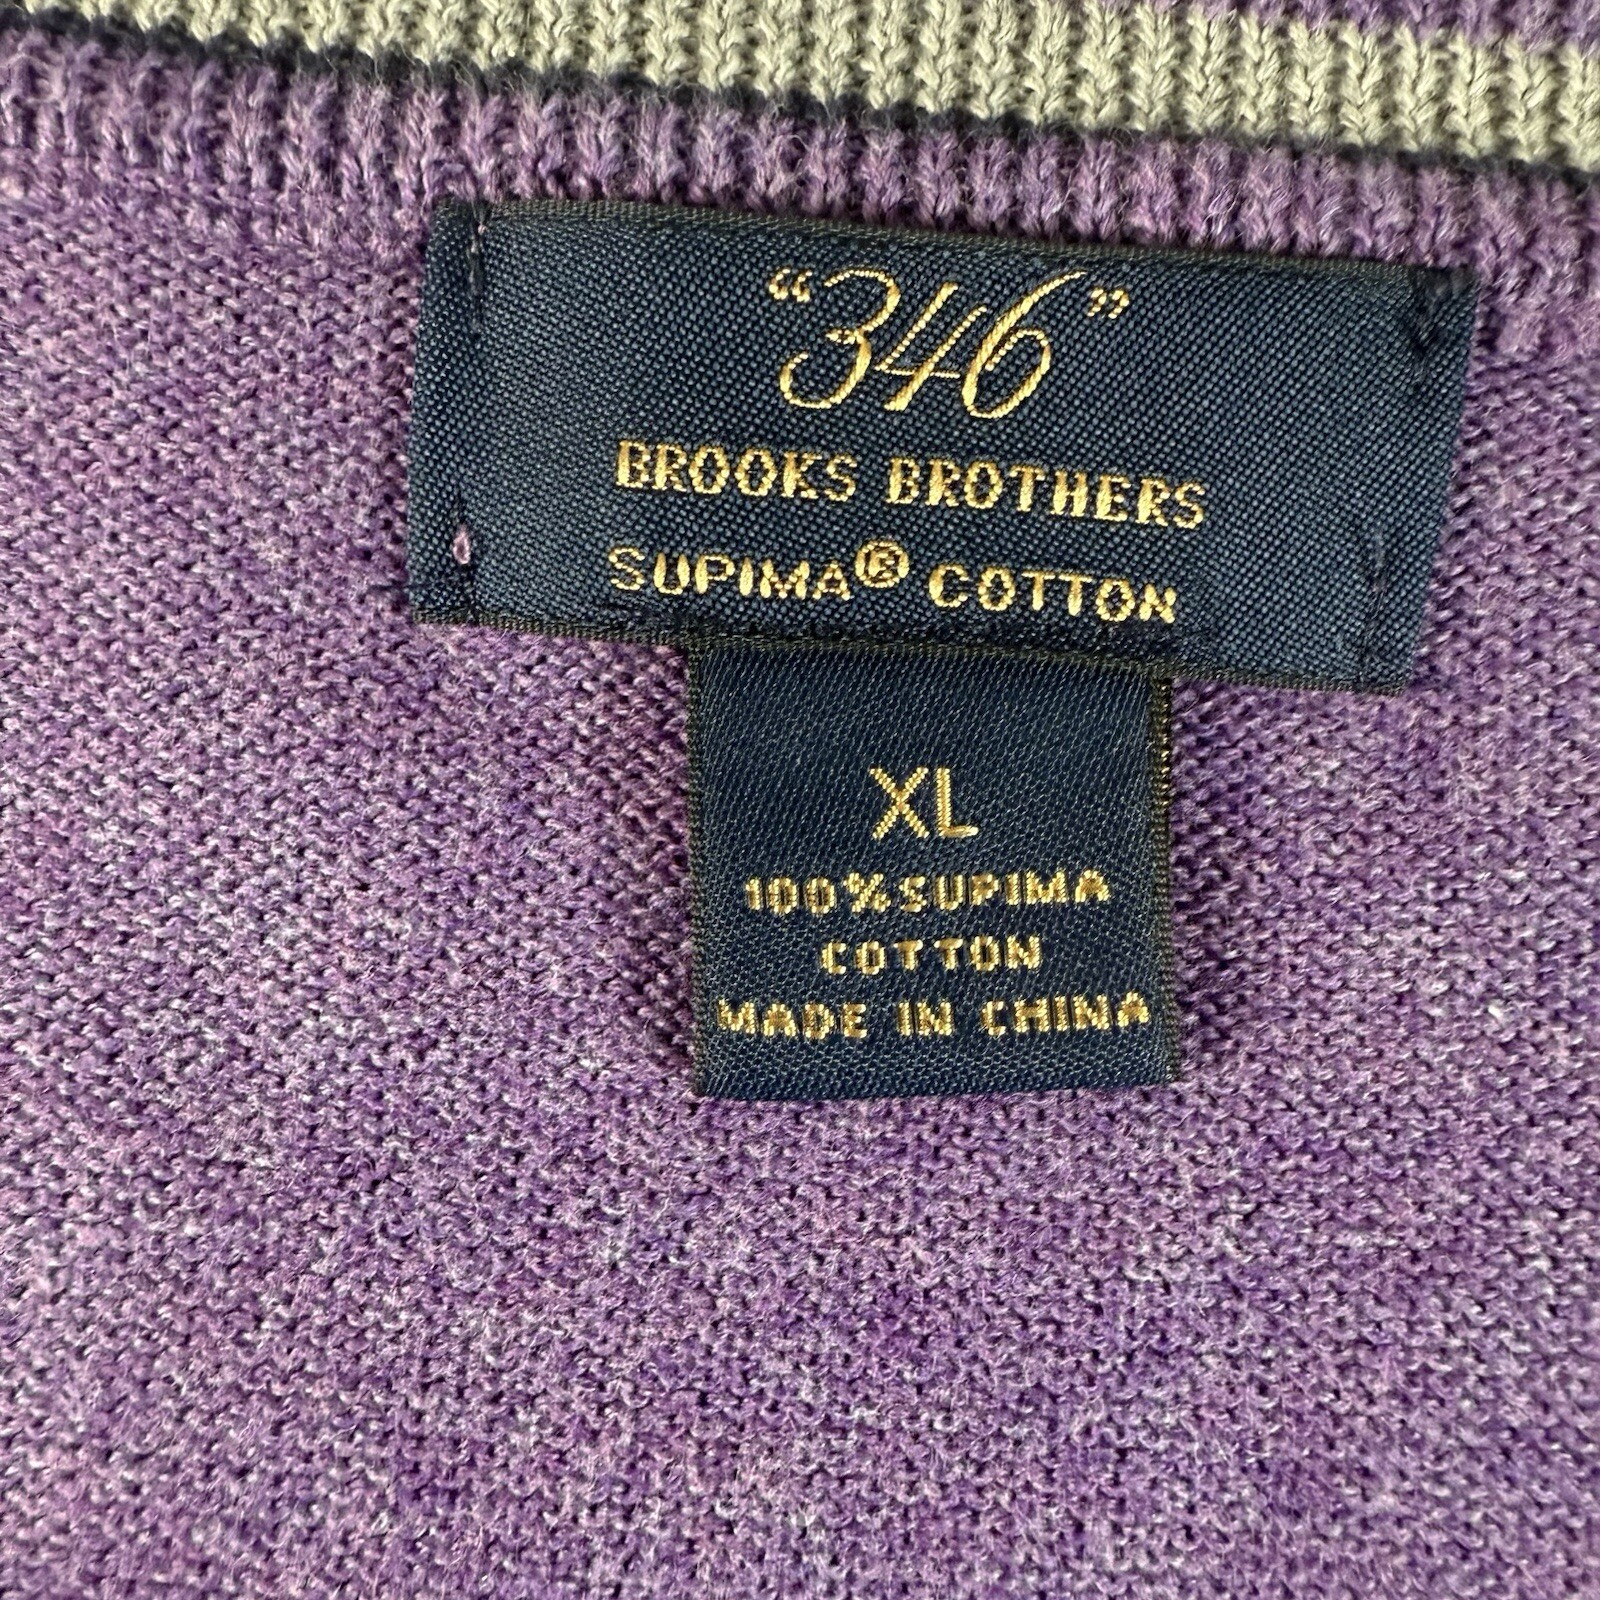 “346”
BROOKS BROTHERS
SUPIMA® COTTON
XL
100%SUPIMA
COTTON
MADE IN CHINA